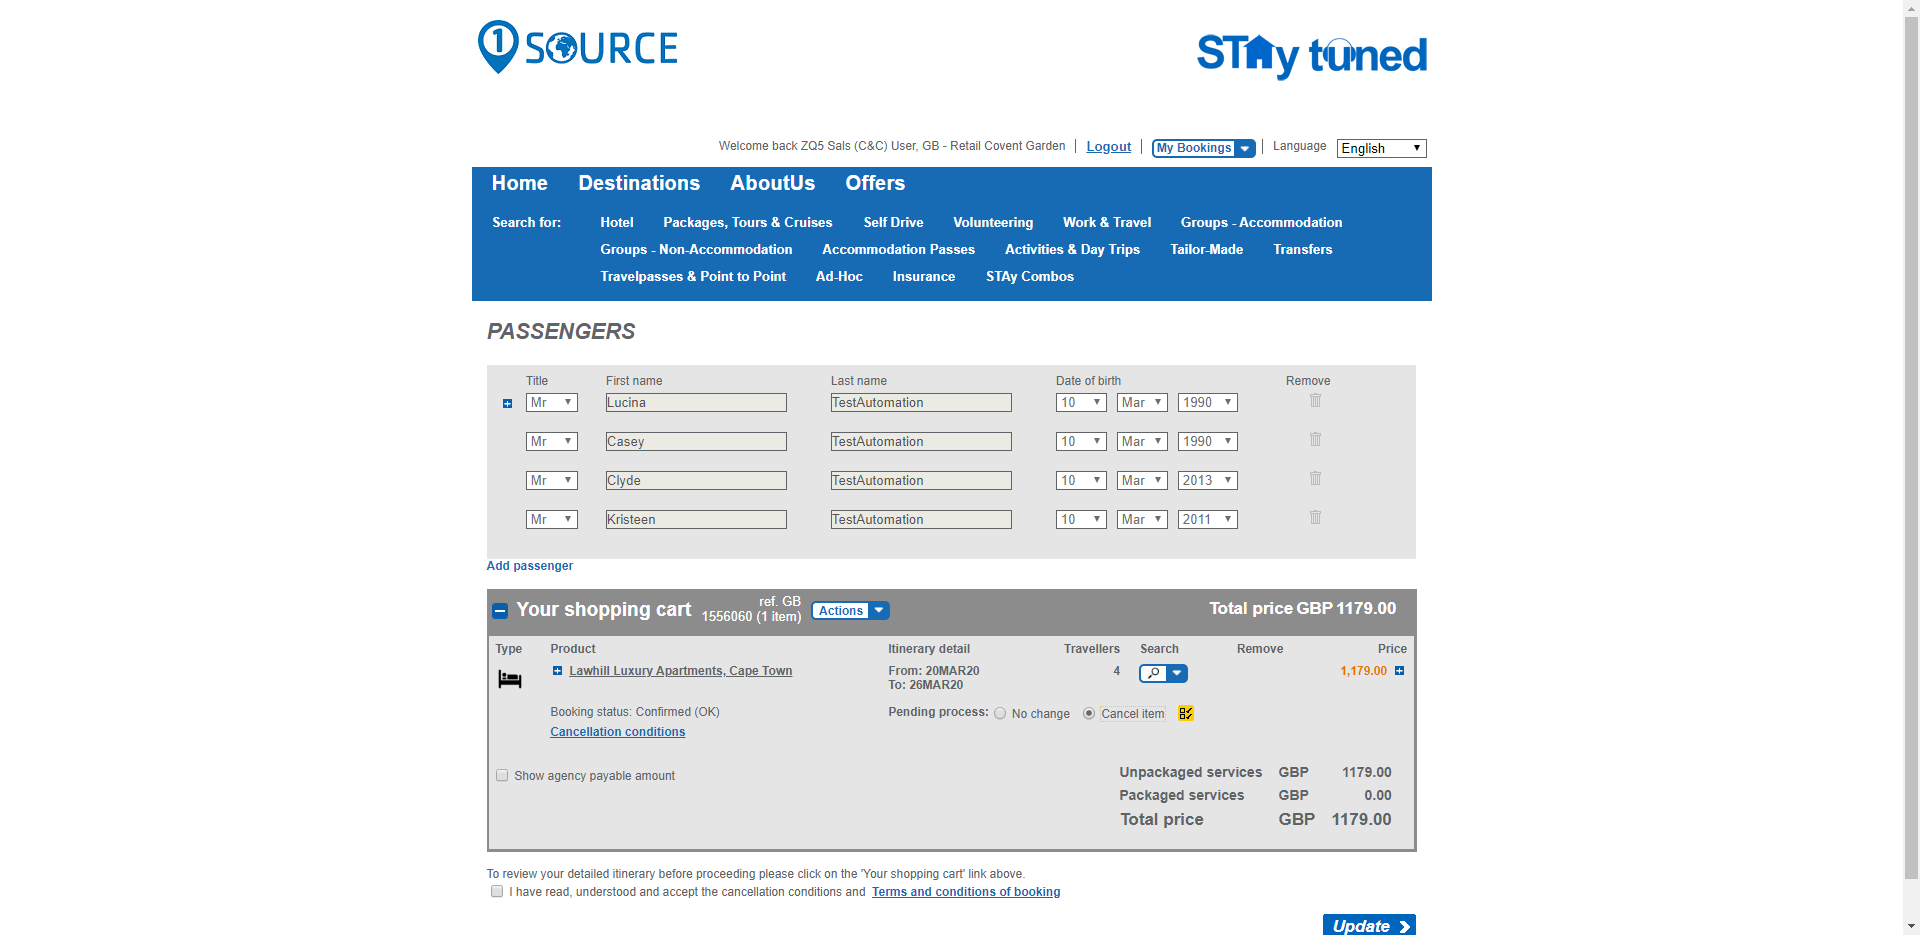 1 SOURCE
STAy tuned
Welcome back ZQ5 Sals (C&C) User, GB - Retail Covent Garden Logout My Bookings Language English
Home Destinations AboutUs Offers
Search for: Hotel Packages, Tours & Cruises Self Drive Volunteering Work & Travel Groups - Accommodation
Groups - Non-Accommodation Accommodation Passes Activities & Day Trips Tailor-Made Transfers
Travelpasses & Point to Point Ad-Hoc Insurance STAy Combos
PASSENGERS
Title First name Last name Date of birth Remove
Mr Lucina TestAutomation 10 Mar 1990
Mr Casey TestAutomation 10 Mar 1990
Mr Clyde TestAutomation 10 Mar 2013
Mr Kristeen TestAutomation 10 Mar 2011
Add passenger
Your shopping cart ref. GB
1556060 (1 item) Actions Total price GBP 1179.00
Type Product Itinerary detail Travellers Search Remove Price
Lawhill Luxury Apartments, Cape Town From: 20MAR20 4 1,179.00
To: 26MAR20
Booking status: Confirmed (OK) Pending process: No change Cancel item
Cancellation conditions
Show agency payable amount
Unpackaged services GBP 1179.00
Packaged services GBP 0.00
Total price GBP 1179.00
To review your detailed itinerary before proceeding please click on the 'Your shopping cart' link above.
I have read, understood and accept the cancellation conditions and Terms and conditions of booking
Update